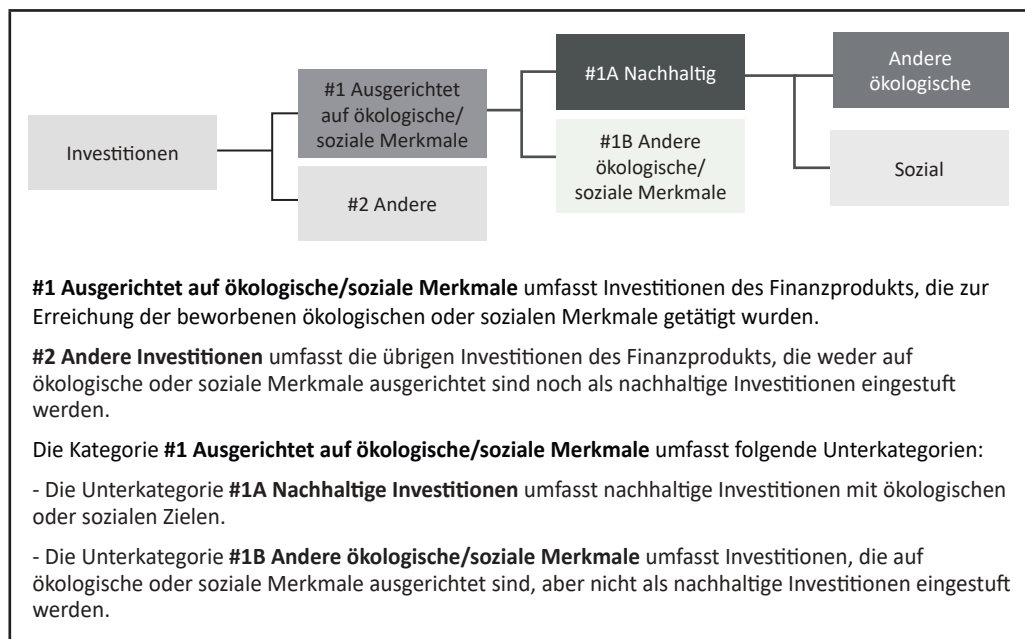 Investitionen
#1 Ausgerichtet
auf ökologische/
soziale Merkmale
#2 Andere
#1A Nachhaltig
#1B Andere
ökologische/
soziale Merkmale
Andere
ökologische
Sozial
#1 Ausgerichtet auf ökologische/soziale Merkmale umfasst Investitionen des Finanzprodukts, die zur
Erreichung der beworbenen ökologischen oder sozialen Merkmale getätigt wurden.
#2 Andere Investitionen umfasst die übrigen Investitionen des Finanzprodukts, die weder auf
ökologische oder soziale Merkmale ausgerichtet sind noch als nachhaltige Investitionen eingestuft
werden.
Die Kategorie #1 Ausgerichtet auf ökologische/soziale Merkmale umfasst folgende Unterkategorien:
- Die Unterkategorie #1A Nachhaltige Investitionen umfasst nachhaltige Investitionen mit ökologischen
oder sozialen Zielen.
- Die Unterkategorie #1B Andere ökologische/soziale Merkmale umfasst Investitionen, die auf
ökologische oder soziale Merkmale ausgerichtet sind, aber nicht als nachhaltige Investitionen eingestuft
werden.